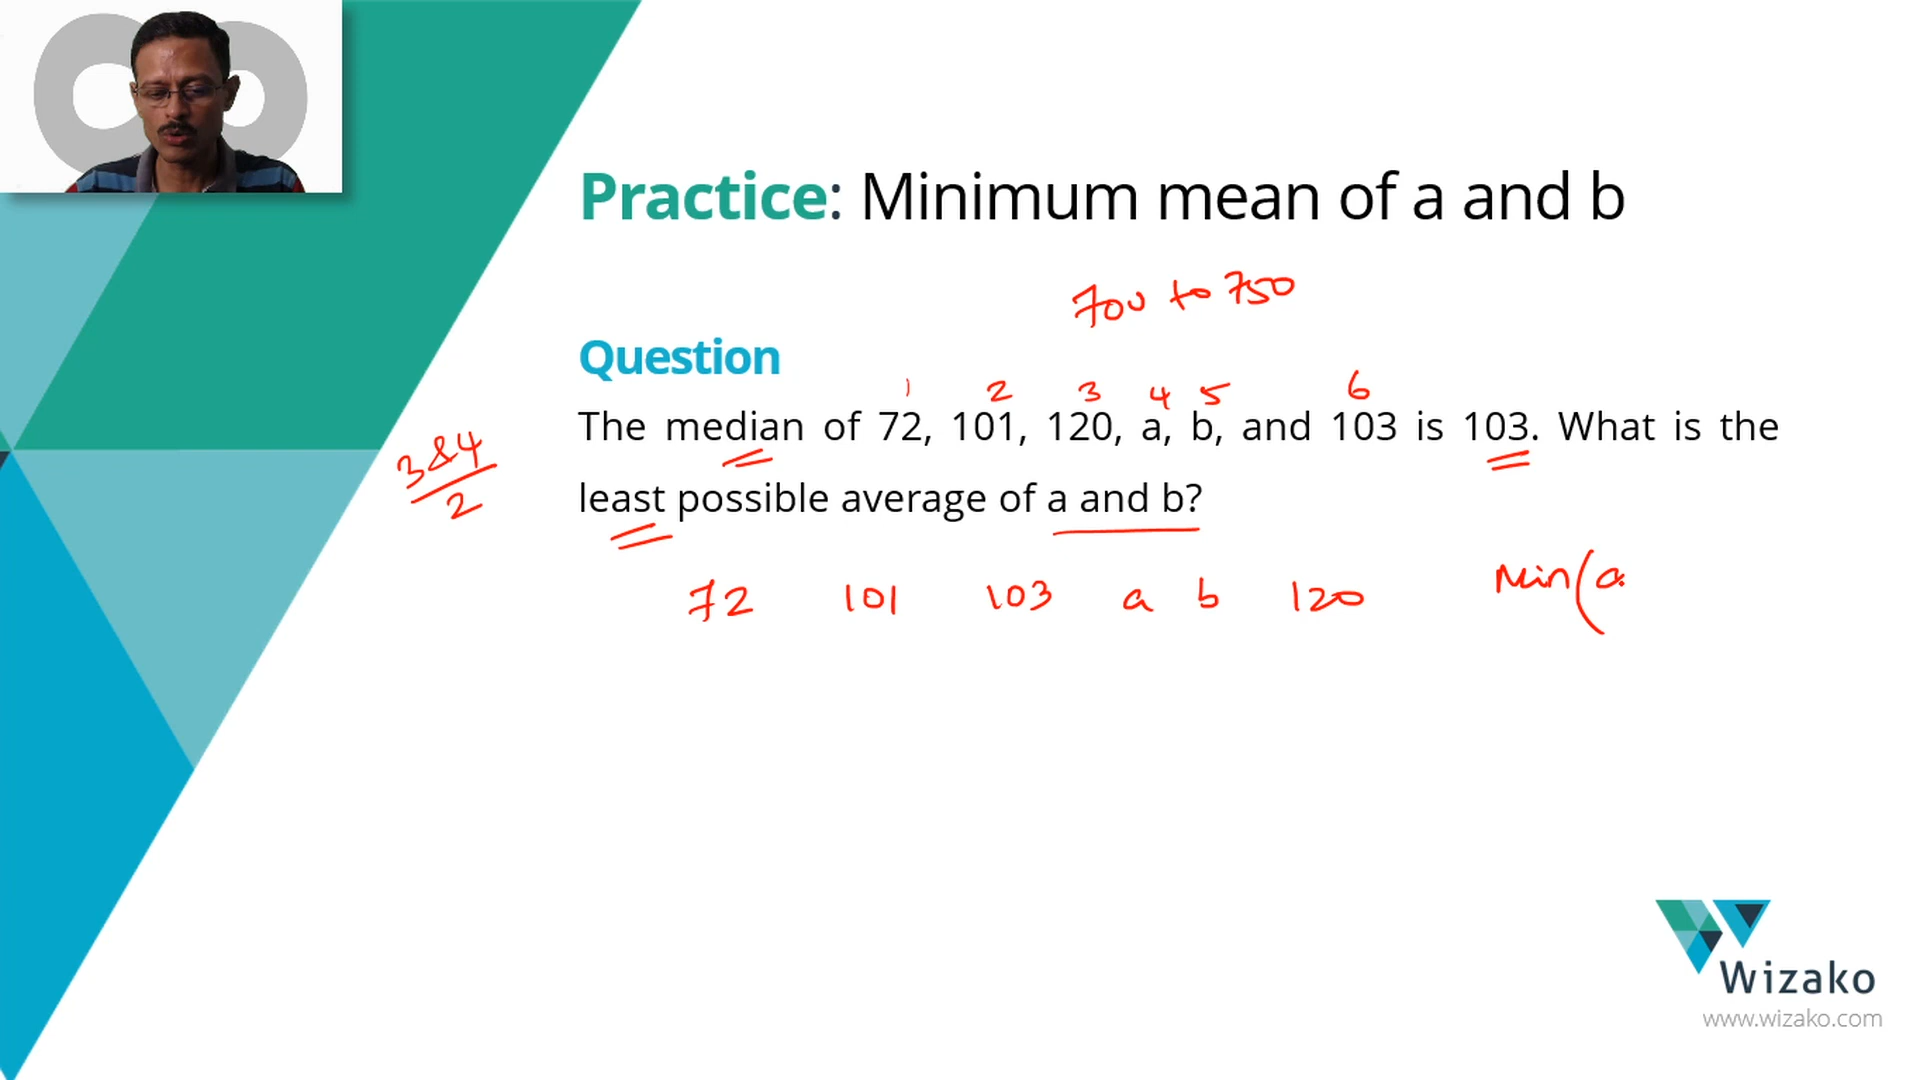 Practice: Minimum mean of a and b
700 to 750
Question
1 2 3 4 5 6
The median of 72, 101, 120, a, b, and 103 is 103. What is the
3 & 4
2
least possible average of a and b?
72 101 103 a b 120 Min(a
Wizako
www.wizako.com